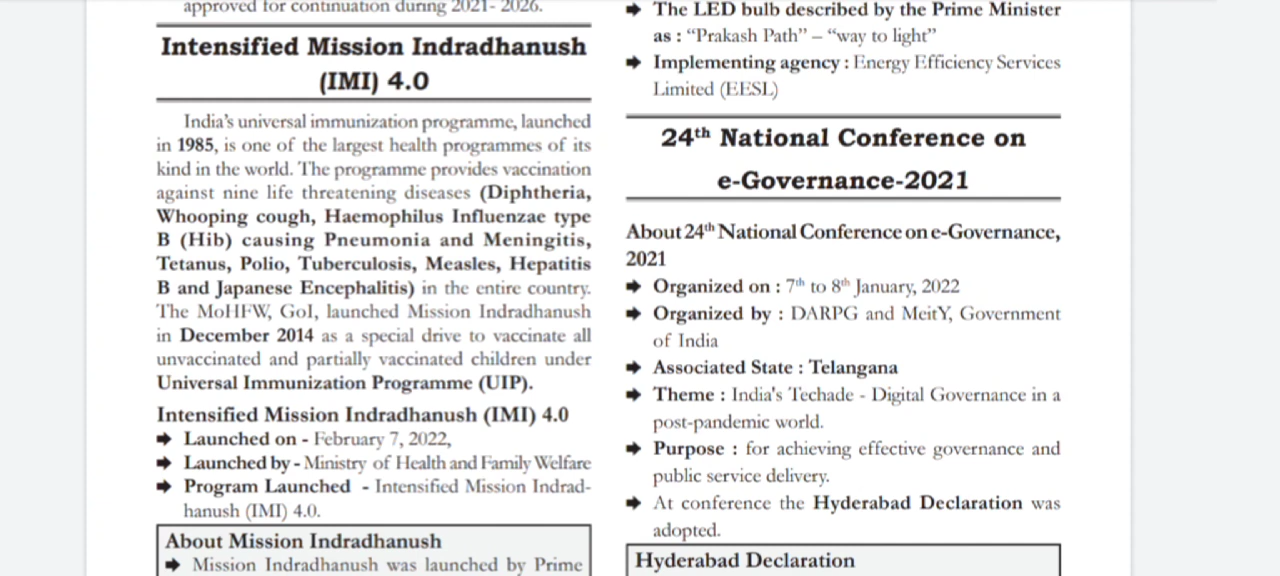 approved for continuation during 2021- 2026.
Intensified Mission Indradhanush
(IMI) 4.0
India's universal immunization programme, launched
in 1985, is one of the largest health programmes of its
kind in the world. The programme provides vaccination
against nine life threatening diseases (Diphtheria,
Whooping cough, Haemophilus Influenzae type
B (Hib) causing Pneumonia and Meningitis,
Tetanus, Polio, Tuberculosis, Measles, Hepatitis
B and Japanese Encephalitis) in the entire country.
The MoHFW, GoI, launched Mission Indradhanush
in December 2014 as a special drive to vaccinate all
unvaccinated and partially vaccinated children under
Universal Immunization Programme (UIP).
Intensified Mission Indradhanush (IMI) 4.0
➡ Launched on - February 7, 2022,
➡ Launched by - Ministry of Health and Family Welfare
➡ Program Launched - Intensified Mission Indrad-
hanush (IMI) 4.0.
About Mission Indradhanush
➡ Mission Indradhanush was launched by Prime
➡ The LED bulb described by the Prime Minister
as : “Prakash Path” – “way to light”
➡ Implementing agency : Energy Efficiency Services
Limited (EESL)
24th National Conference on
e-Governance-2021
About 24th National Conference on e-Governance,
2021
➡ Organized on : 7th to 8th January, 2022
➡ Organized by : DARPG and MeitY, Government
of India
➡ Associated State : Telangana
➡ Theme : India's Techade - Digital Governance in a
post-pandemic world.
➡ Purpose : for achieving effective governance and
public service delivery.
➡ At conference the Hyderabad Declaration was
adopted.
Hyderabad Declaration